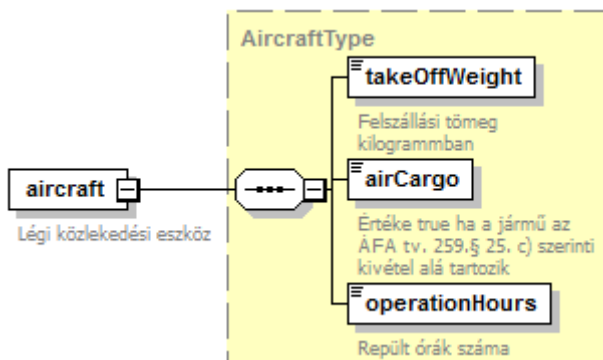 AircraftType
takeOffWeight
Felszállási tömeg
kilogrammban
aircraft
Légi közlekedési eszköz
airCargo
Értéke true ha a jármű az
ÁFA tv. 259.§ 25. c) szerinti
kivétel alá tartozik
operationHours
Repült órák száma